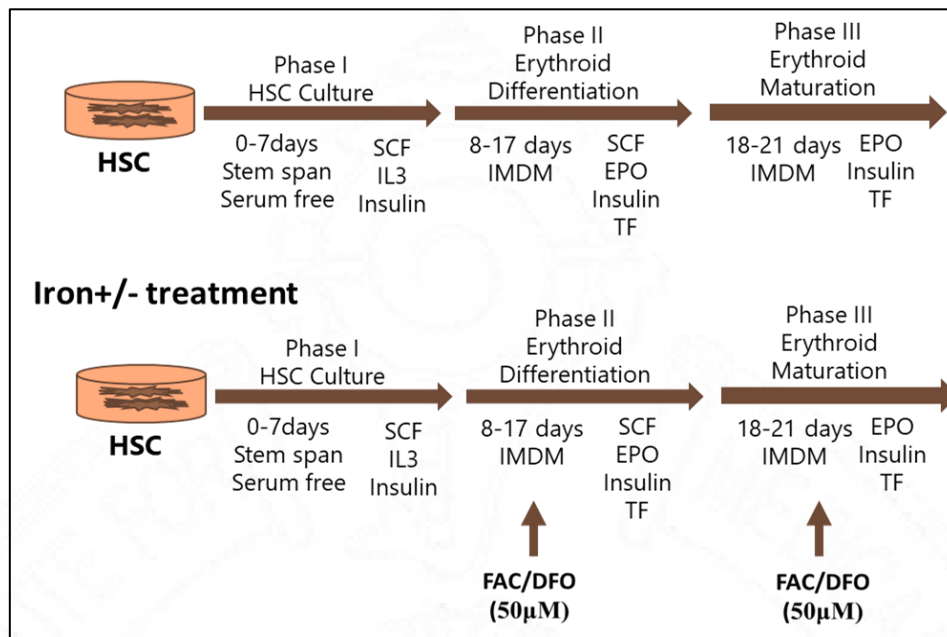 Phase I
HSC Culture
Phase II
Erythroid
Differentiation
Phase III
Erythroid
Maturation
HSC
0-7days
Stem span
Serum free
SCF
IL3
Insulin
8-17 days
IMDM
SCF
EPO
Insulin
TF
18-21 days
IMDM
EPO
Insulin
TF
Iron+/- treatment
Phase I
HSC Culture
Phase II
Erythroid
Differentiation
Phase III
Erythroid
Maturation
HSC
0-7days
Stem span
Serum free
SCF
IL3
Insulin
8-17 days
IMDM
SCF
EPO
Insulin
TF
18-21 days
IMDM
EPO
Insulin
TF
FAC/DFO
(50µM)
FAC/DFO
(50µM)